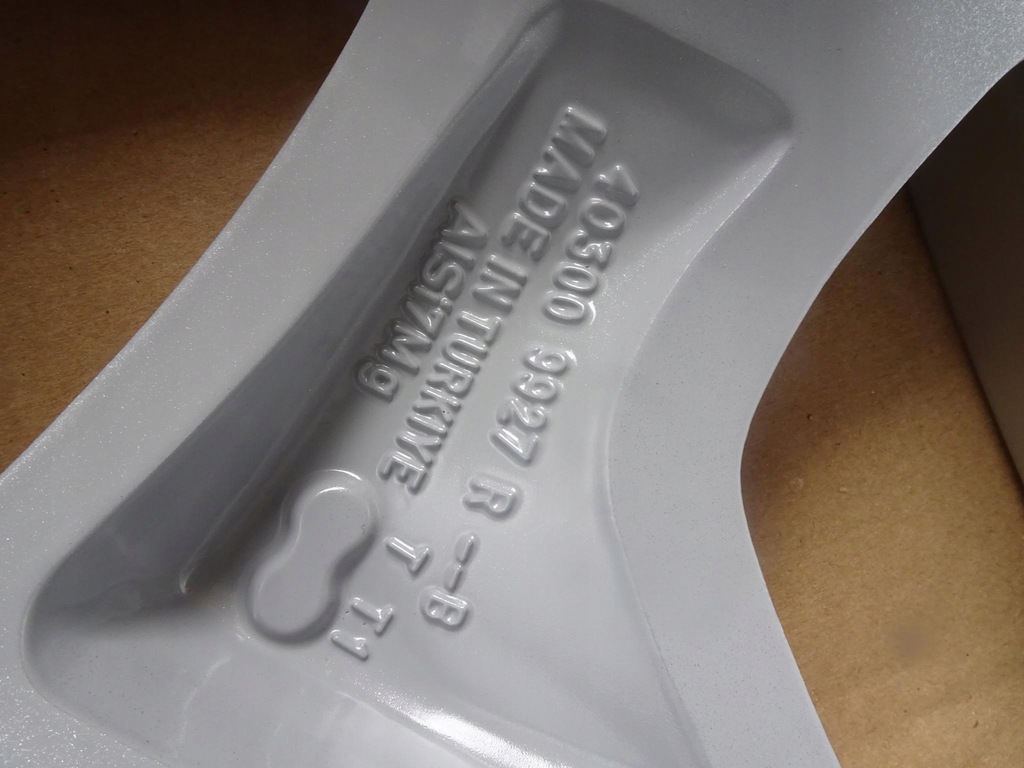 40300 9927 R --B
MADE IN TURKIYE T T1
AlSi7Mg